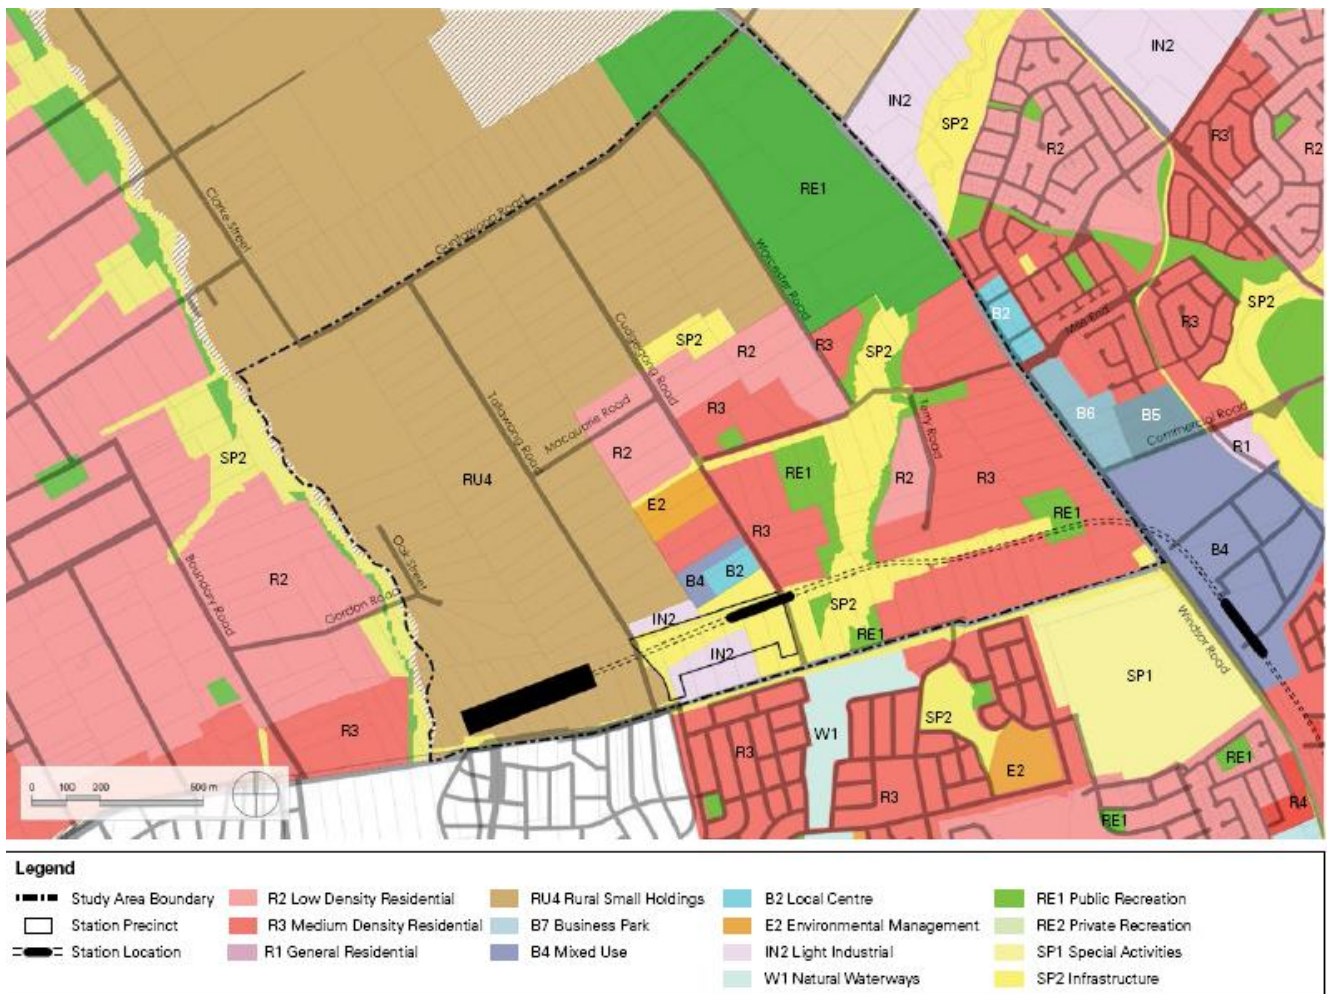 IN2
IN2
SP2
R3
R2
R2
RE1
Clarke Street
Guntawong Road
Worcester Road
SP2
B2
R3
Mile End
Cudgegong Road
SP2
R2
R3
SP2
B6
B5
Commercial Road
R1
Tallawong Road
Macquarie Road
R3
Terry Road
R2
RE1
R2
R3
SP2
RU4
E2
RE1
R3
B4
Oak Street
R2
B4
B2
Boundary Road
Gordon Road
IN2
SP2
RE1
IN2
Windsor Road
SP1
R3
R3
W1
SP2
RE1
E2
R3
R4
RE1
0 100 200 500 m
Legend
Study Area Boundary
Station Precinct
Station Location
R2 Low Density Residential
R3 Medium Density Residential
R1 General Residential
RU4 Rural Small Holdings
B7 Business Park
B4 Mixed Use
B2 Local Centre
E2 Environmental Management
IN2 Light Industrial
W1 Natural Waterways
RE1 Public Recreation
RE2 Private Recreation
SP1 Special Activities
SP2 Infrastructure